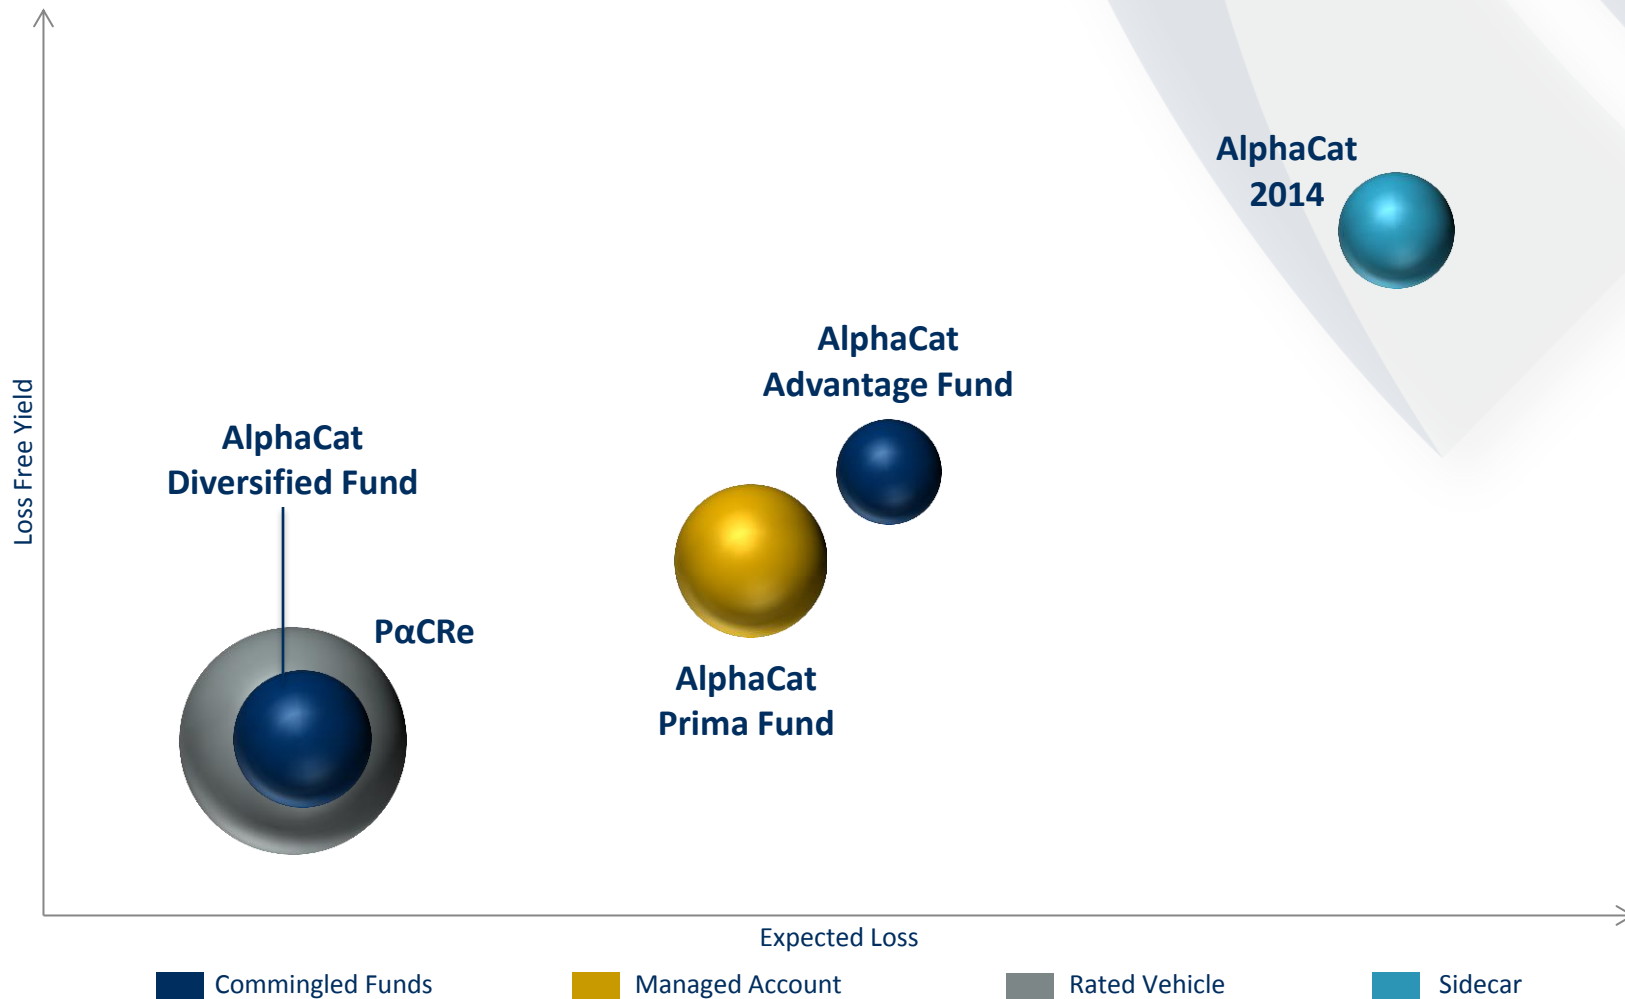 AlphaCat
2014
AlphaCat
Advantage Fund
AlphaCat
Diversified Fund
Loss Free Yield
PαCRe
AlphaCat
Prima Fund
Expected Loss
Commingled Funds
Managed Account
Rated Vehicle
Sidecar